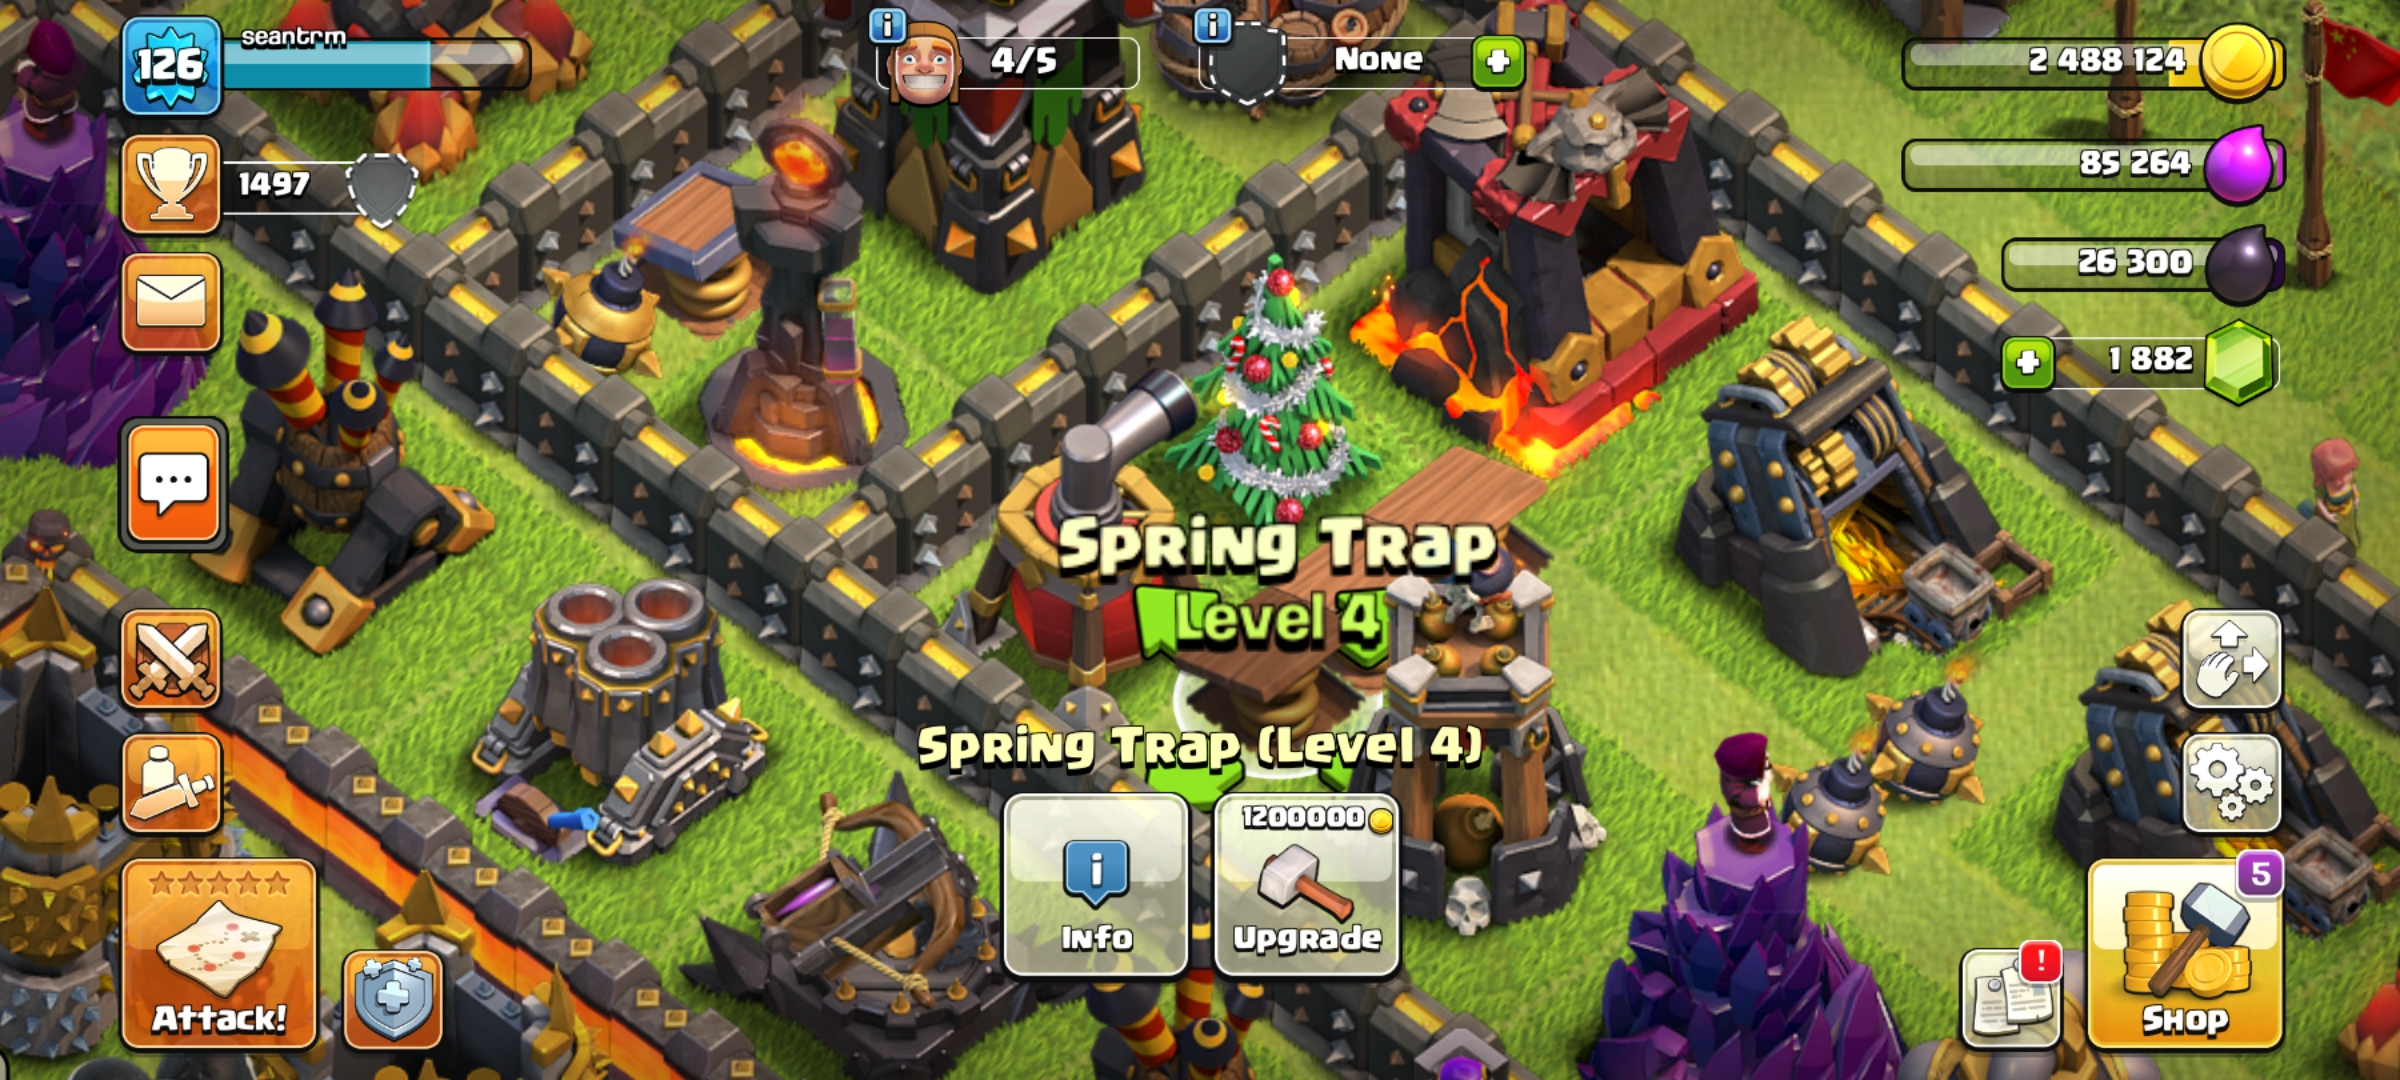 126
seantrm
4/5
None
2 488 124
1497
85 264
26 300
1 882
Spring Trap
Level 4
Spring Trap (Level 4)
1200000
Info
Upgrade
5
!
Attack!
Shop